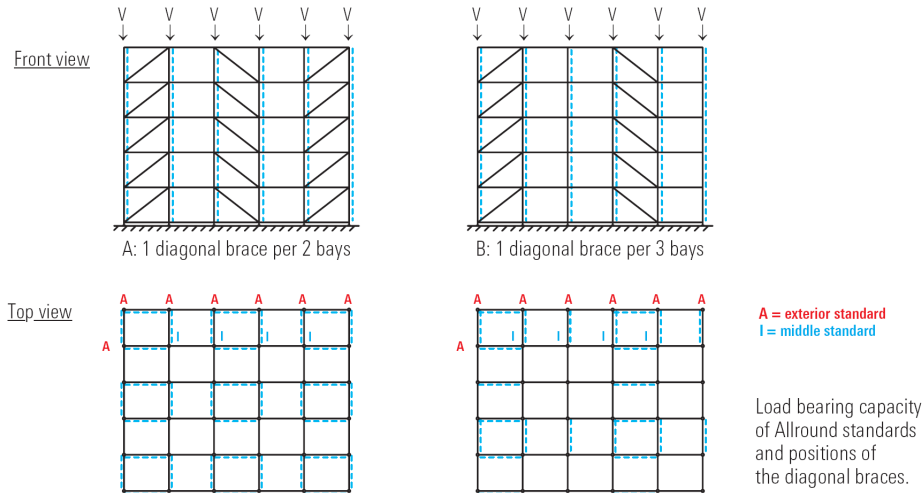 V V V V V V
V V V V V V
Front view
A: 1 diagonal brace per 2 bays
B: 1 diagonal brace per 3 bays
Top view
A A A A A A
A A A A A A
A = exterior standard
I = middle standard
I I I I
I I I I
A
A
Load bearing capacity
of Allround standards
and positions of
the diagonal braces.